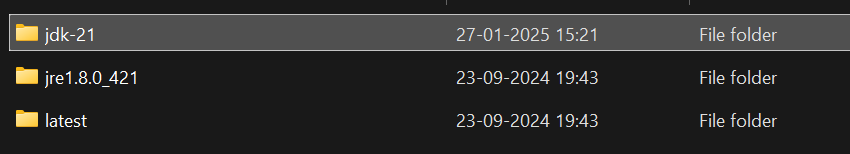 jdk-21 27-01-2025 15:21 File folder
jre1.8.0_421 23-09-2024 19:43 File folder
latest 23-09-2024 19:43 File folder